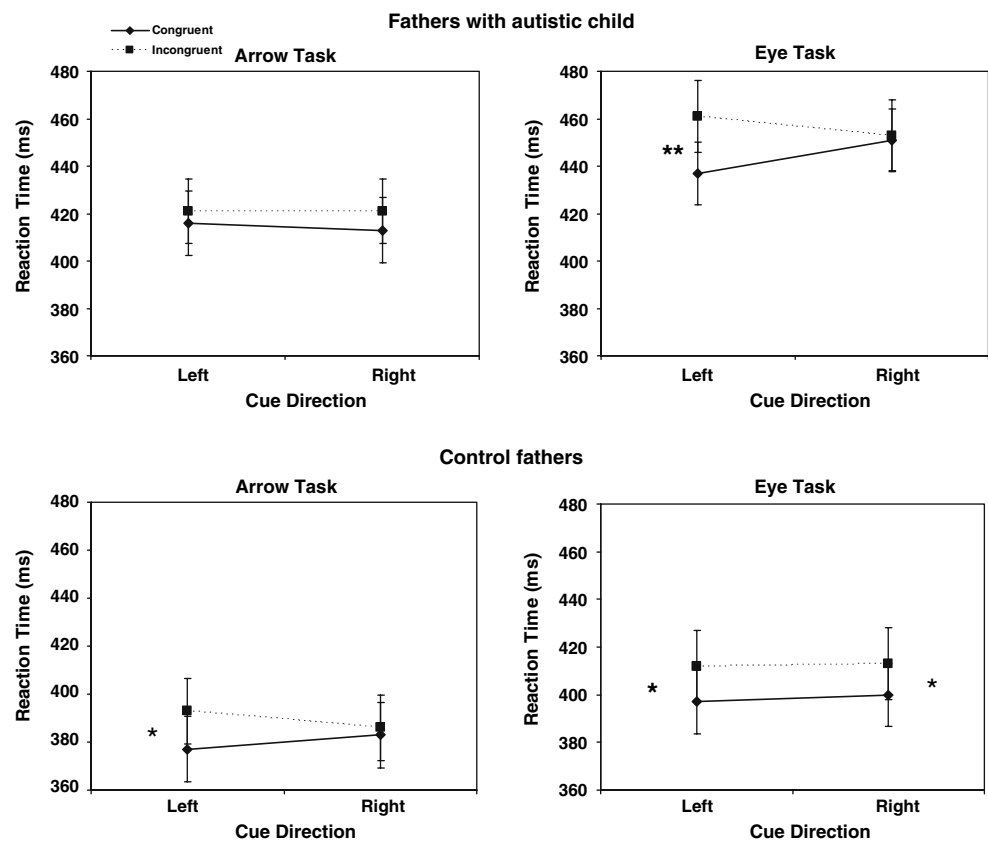 Fathers with autistic child
Congruent
Incongruent
Arrow Task
480
460
440
420
400
380
360
Reaction Time (ms)
Left Right
Cue Direction
Eye Task
480
460
440
420
400
380
360
Reaction Time (ms)
**
Left Right
Cue Direction
Control fathers
Arrow Task
480
460
440
420
400
380
360
Reaction Time (ms)
*
Left Right
Cue Direction
Eye Task
480
460
440
420
400
380
360
Reaction Time (ms)
* *
Left Right
Cue Direction